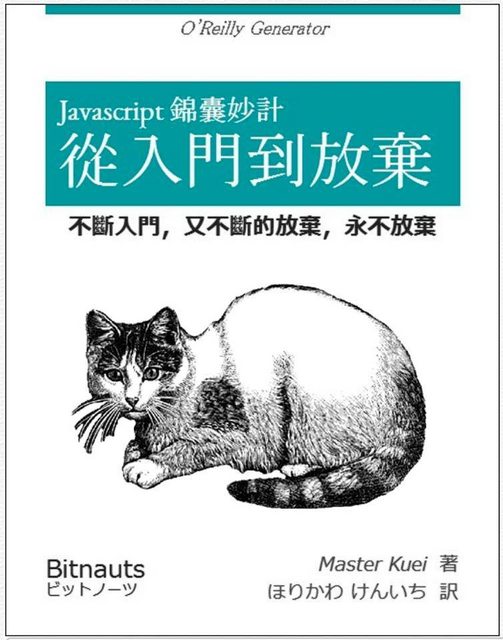 O'Reilly Generator
Javascript 錦囊妙計
從入門到放棄
不斷入門，又不斷的放棄，永不放棄
Bitnauts
ビットノーツ
Master Kuei 著
ほりかわ けんいち 訳